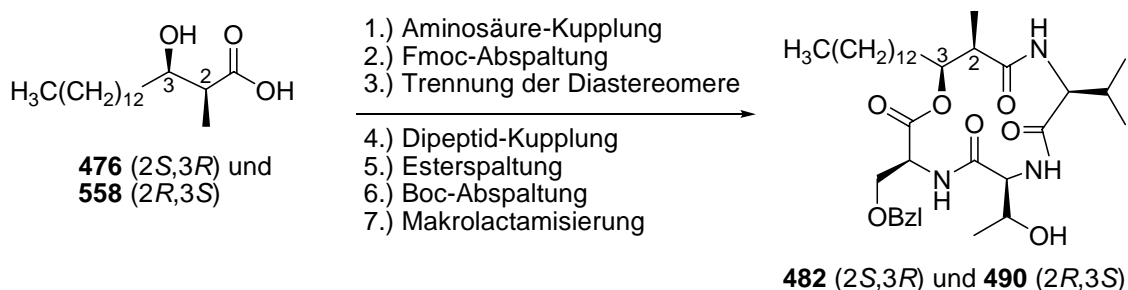 OH
O
H₃C(CH₂)₁₂
3
2
OH
476 (2S,3R) und
558 (2R,3S)
1.) Aminosäure-Kupplung
2.) Fmoc-Abspaltung
3.) Trennung der Diastereomere
4.) Dipeptid-Kupplung
5.) Esterspaltung
6.) Boc-Abspaltung
7.) Makrolactamisierung
H₃C(CH₂)₁₂
3
2
H
N
O
O
O
O
O
N
H
NH
OBzl
OH
482 (2S,3R) und 490 (2R,3S)